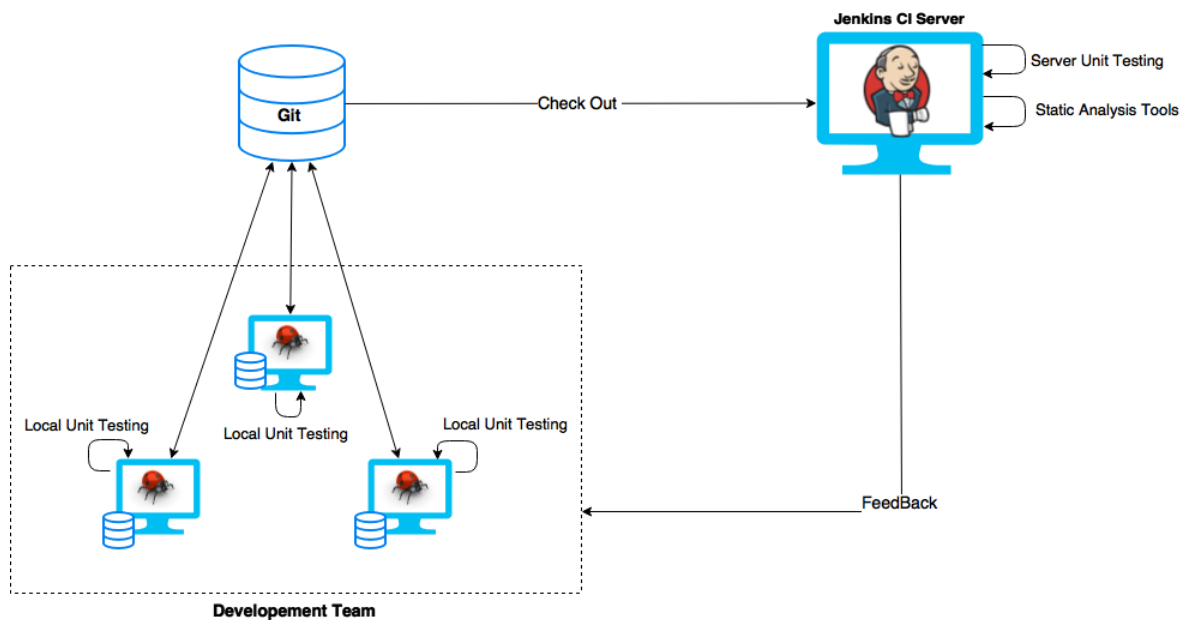 Jenkins CI Server
Server Unit Testing
Git
Check Out
Static Analysis Tools
Local Unit Testing
Local Unit Testing
Local Unit Testing
FeedBack
Developement Team